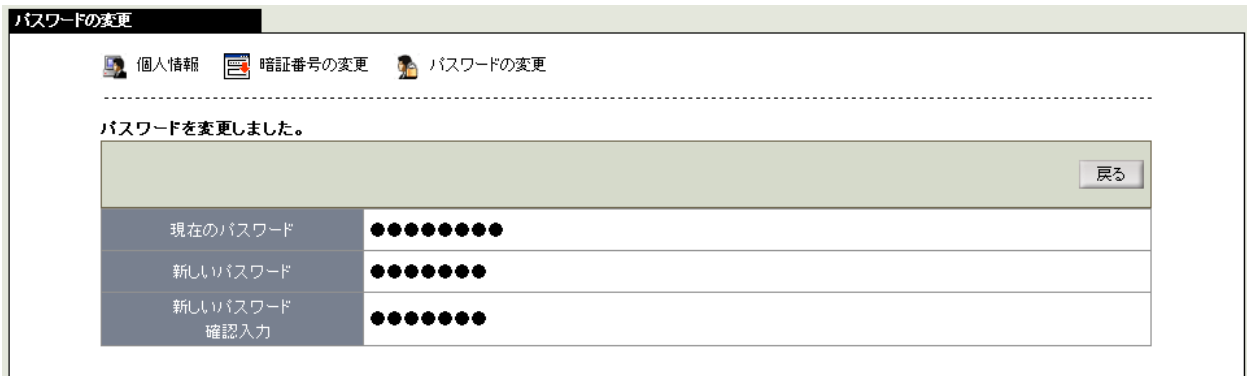 パスワードの変更
個人情報 暗証番号の変更 パスワードの変更
パスワードを変更しました。
戻る
現在のパスワード ●●●●●●●●
新しいパスワード ●●●●●●●
新しいパスワード
確認入力 ●●●●●●●